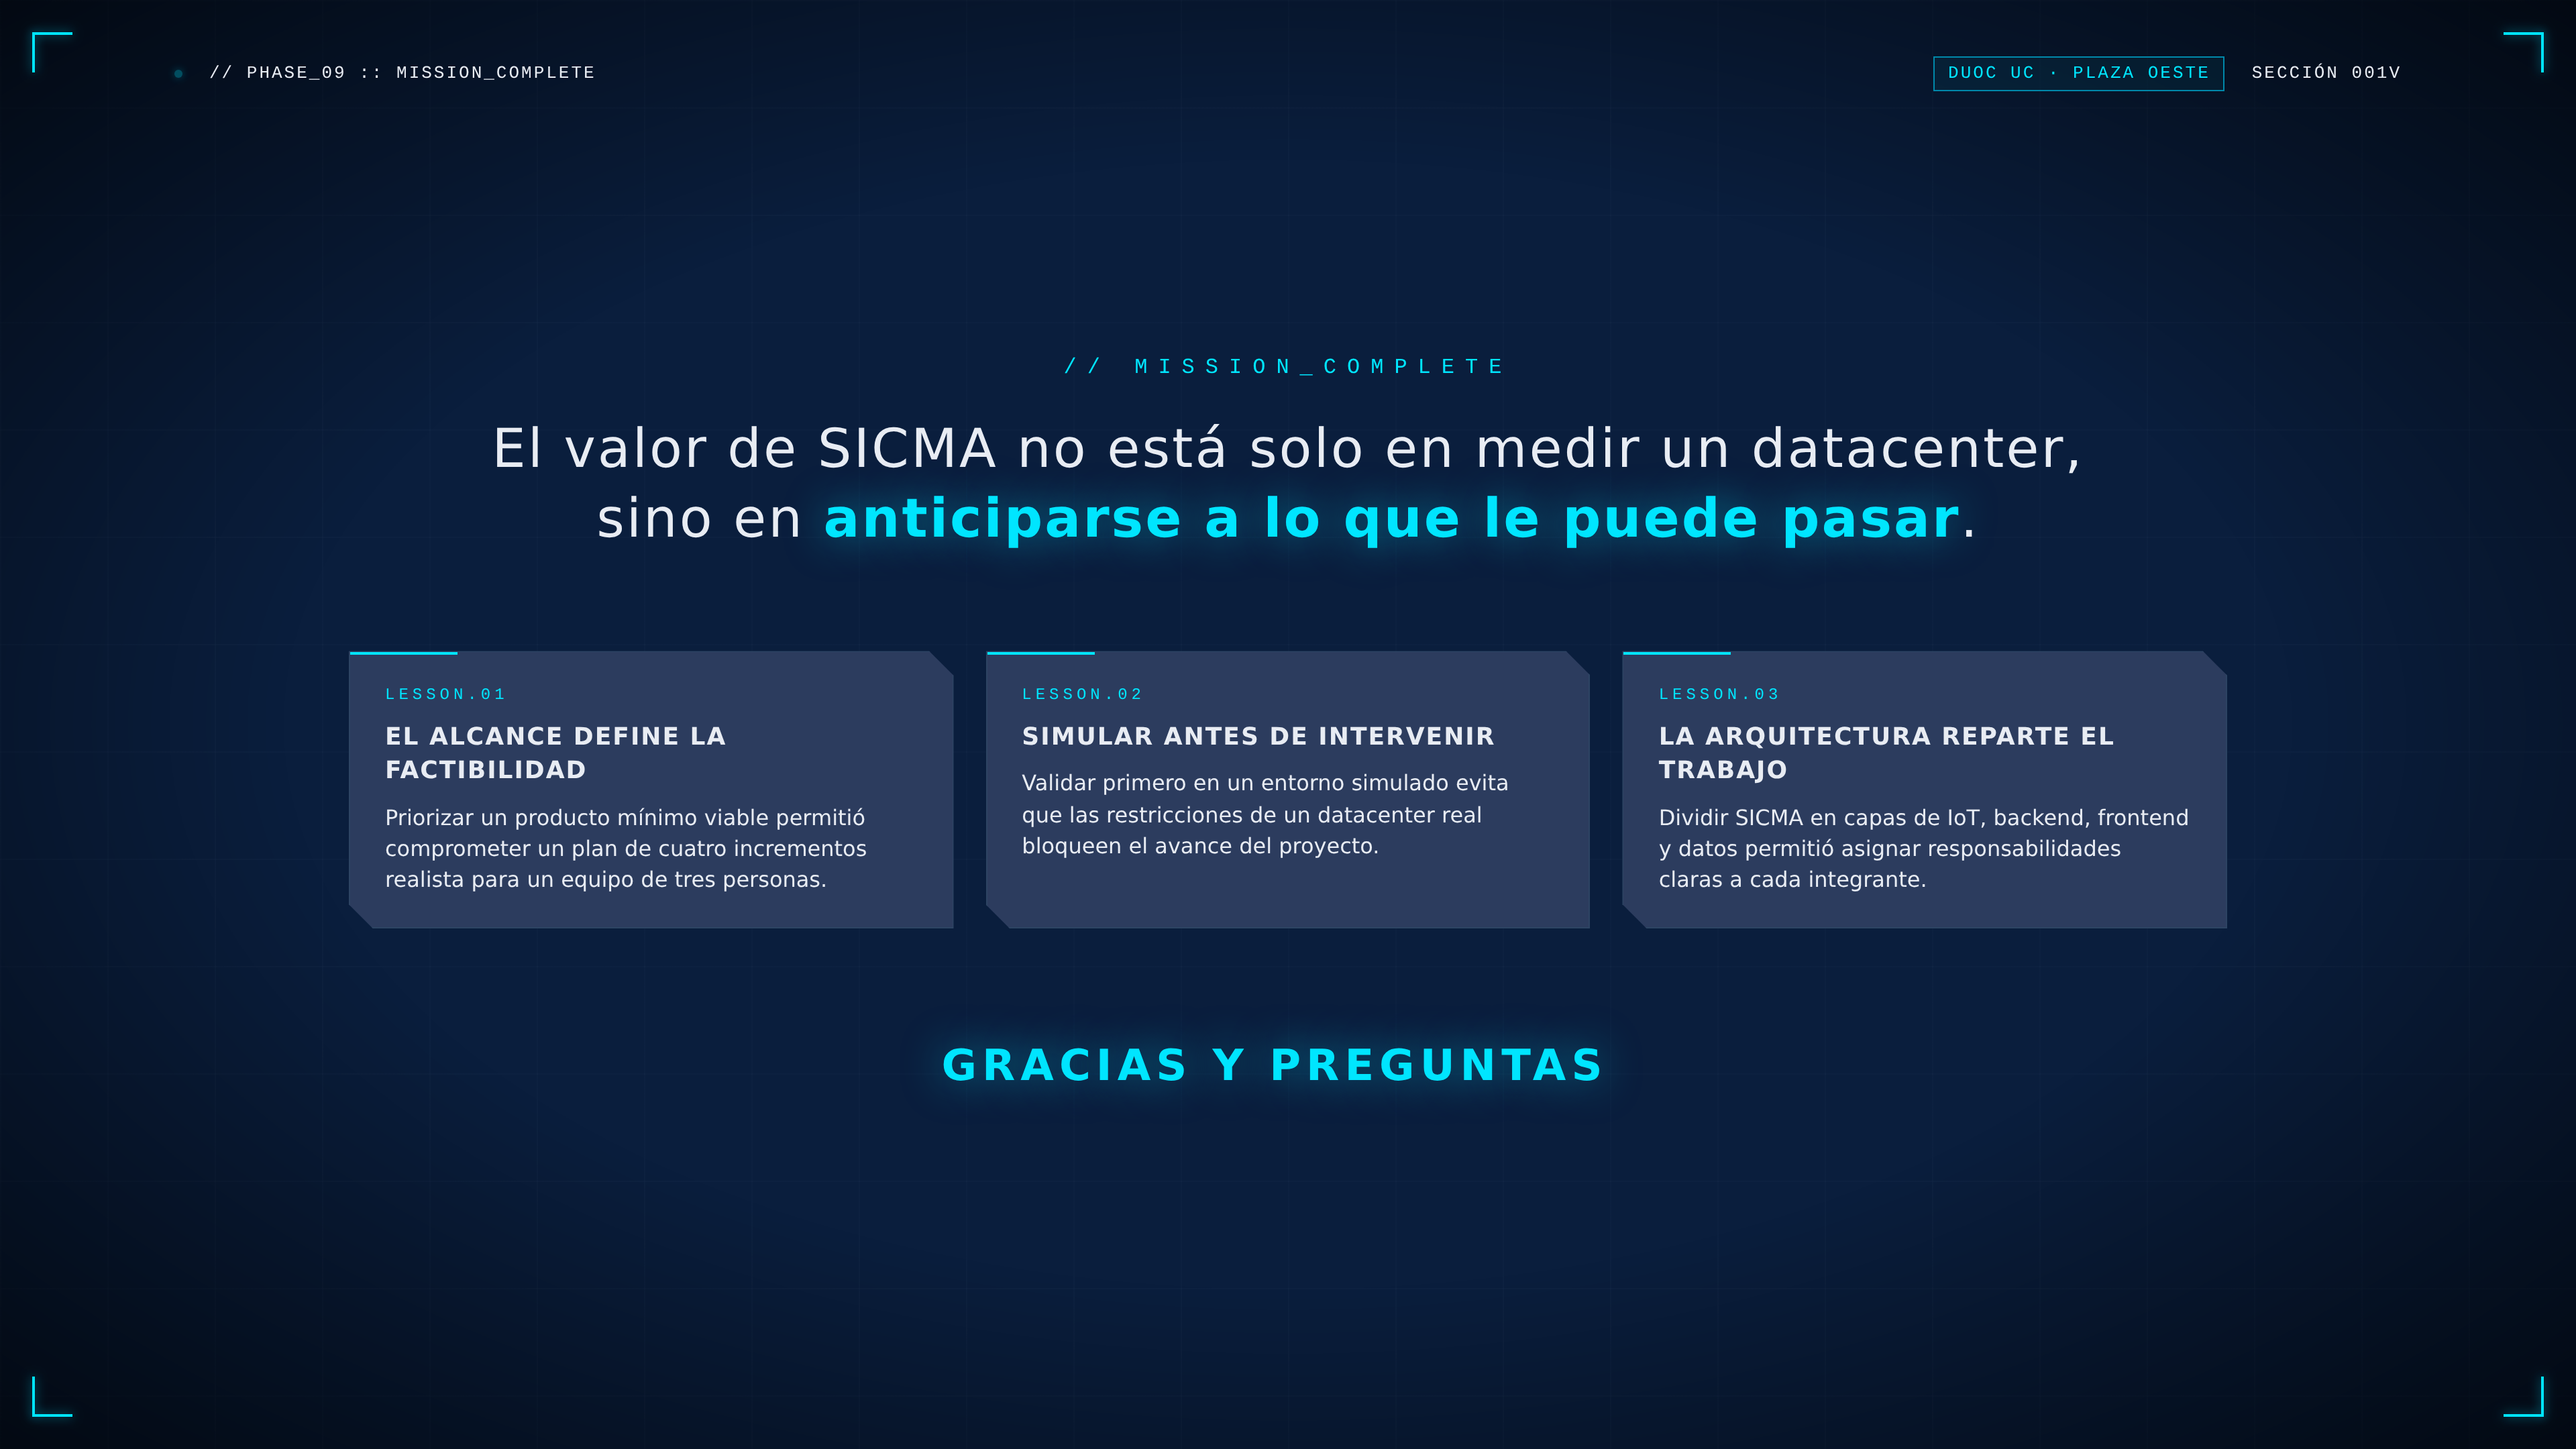 // PHASE_09 :: MISSION_COMPLETE
DUOC UC · PLAZA OESTE
SECCIÓN 001V
// MISSION_COMPLETE
El valor de SICMA no está solo en medir un datacenter,
sino en anticiparse a lo que le puede pasar.
LESSON.01
EL ALCANCE DEFINE LA
FACTIBILIDAD
Priorizar un producto mínimo viable permitió
comprometer un plan de cuatro incrementos
realista para un equipo de tres personas.
LESSON.02
SIMULAR ANTES DE INTERVENIR
Validar primero en un entorno simulado evita
que las restricciones de un datacenter real
bloqueen el avance del proyecto.
LESSON.03
LA ARQUITECTURA REPARTE EL
TRABAJO
Dividir SICMA en capas de IoT, backend, frontend
y datos permitió asignar responsabilidades
claras a cada integrante.
GRACIAS Y PREGUNTAS